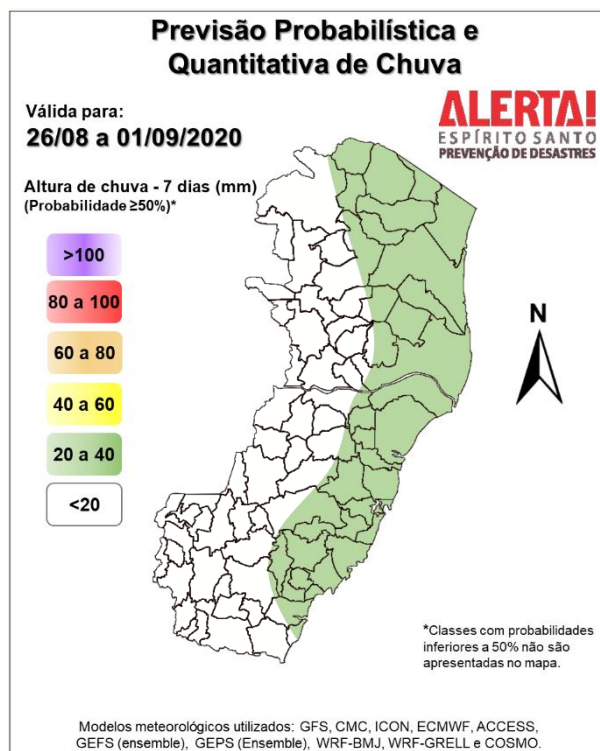 Previsão Probabilística e
Quantitativa de Chuva
Válida para:
26/08 a 01/09/2020
ALERTA!
ESPÍRITO SANTO
PREVENÇÃO DE DESASTRES
Altura de chuva - 7 dias (mm)
(Probabilidade ≥50%)*
>100
80 a 100
60 a 80
40 a 60
20 a 40
<20
N
*Classes com probabilidades
inferiores a 50% não são
apresentadas no mapa.
Modelos meteorológicos utilizados: GFS, CMC, ICON, ECMWF, ACCESS,
GEFS (ensemble), GEPS (Ensemble), WRF-BMJ, WRF-GRELL e COSMO.